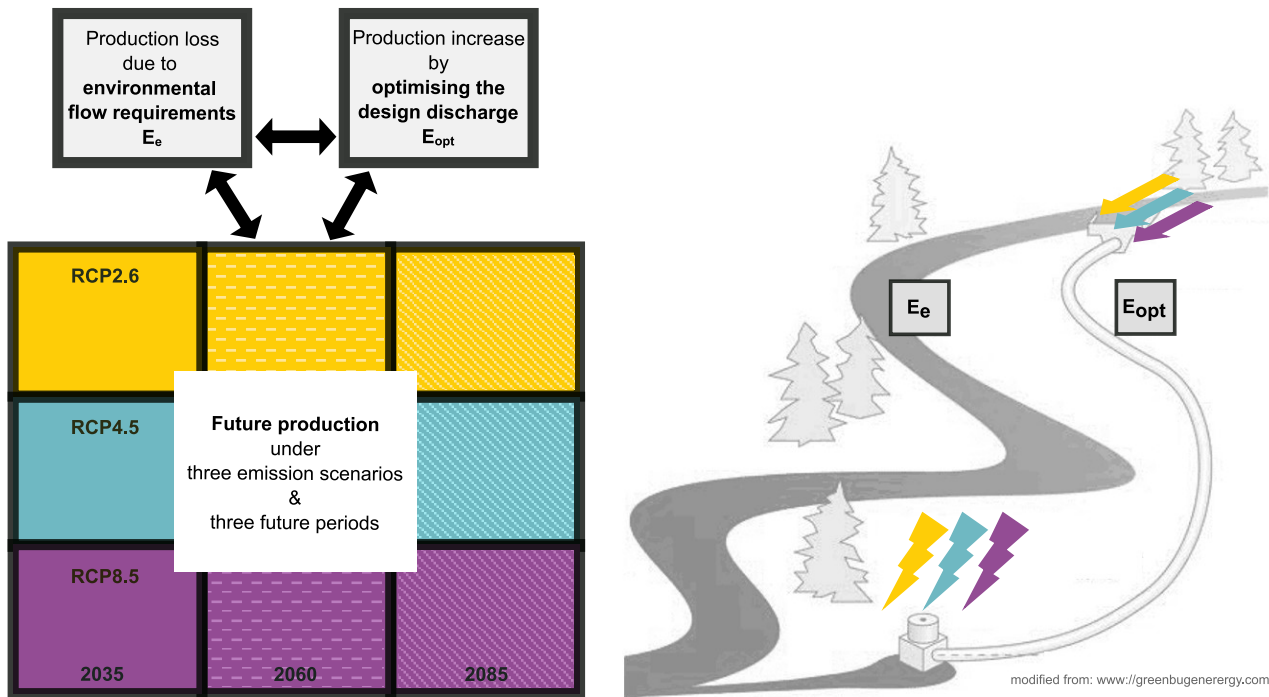 Production loss
due to
environmental
flow requirements
Ee
Production increase
by
optimising the
design discharge
Eopt
RCP2.6
RCP4.5
RCP8.5
Future production
under
three emission scenarios
&
three future periods
2035
2060
2085
Ee
Eopt
modified from: www://greenbugenerergy.com